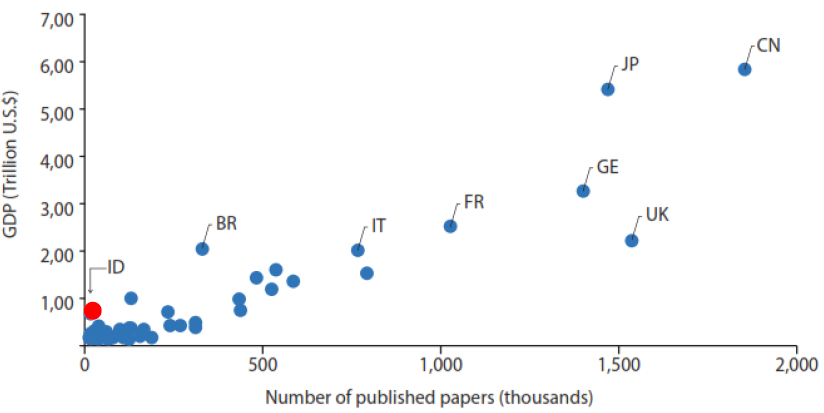 7,00
6,00
5,00
4,00
3,00
2,00
1,00
GDP (Trillion U.S.$)
CN
JP
GE
FR
UK
BR
IT
ID
0
500
1,000
1,500
2,000
Number of published papers (thousands)